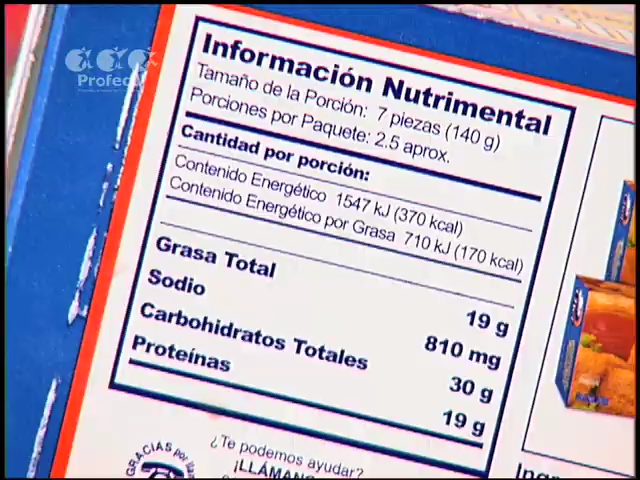 Profeco
Información Nutrimental
Tamaño de la Porción: 7 piezas (140 g)
Porciones por Paquete: 2.5 aprox.
Cantidad por porción:
Contenido Energético 1547 kJ (370 kcal)
Contenido Energético por Grasa 710 kJ (170 kcal)
Grasa Total 19 g
Sodio 810 mg
Carbohidratos Totales 30 g
Proteínas 19 g
GRACIAS por
¿Te podemos ayudar?